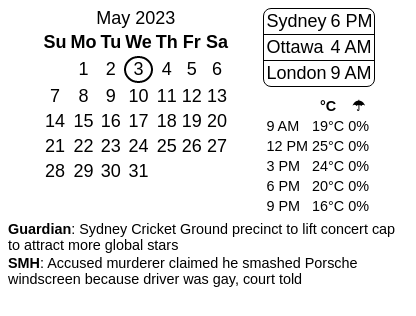 May 2023
Su Mo Tu We Th Fr Sa
1 2 3 4 5 6
7 8 9 10 11 12 13
14 15 16 17 18 19 20
21 22 23 24 25 26 27
28 29 30 31
Sydney 6 PM
Ottawa 4 AM
London 9 AM
°C ☂
9 AM 19°C 0%
12 PM 25°C 0%
3 PM 24°C 0%
6 PM 20°C 0%
9 PM 16°C 0%
Guardian: Sydney Cricket Ground precinct to lift concert cap
to attract more global stars
SMH: Accused murderer claimed he smashed Porsche
windscreen because driver was gay, court told